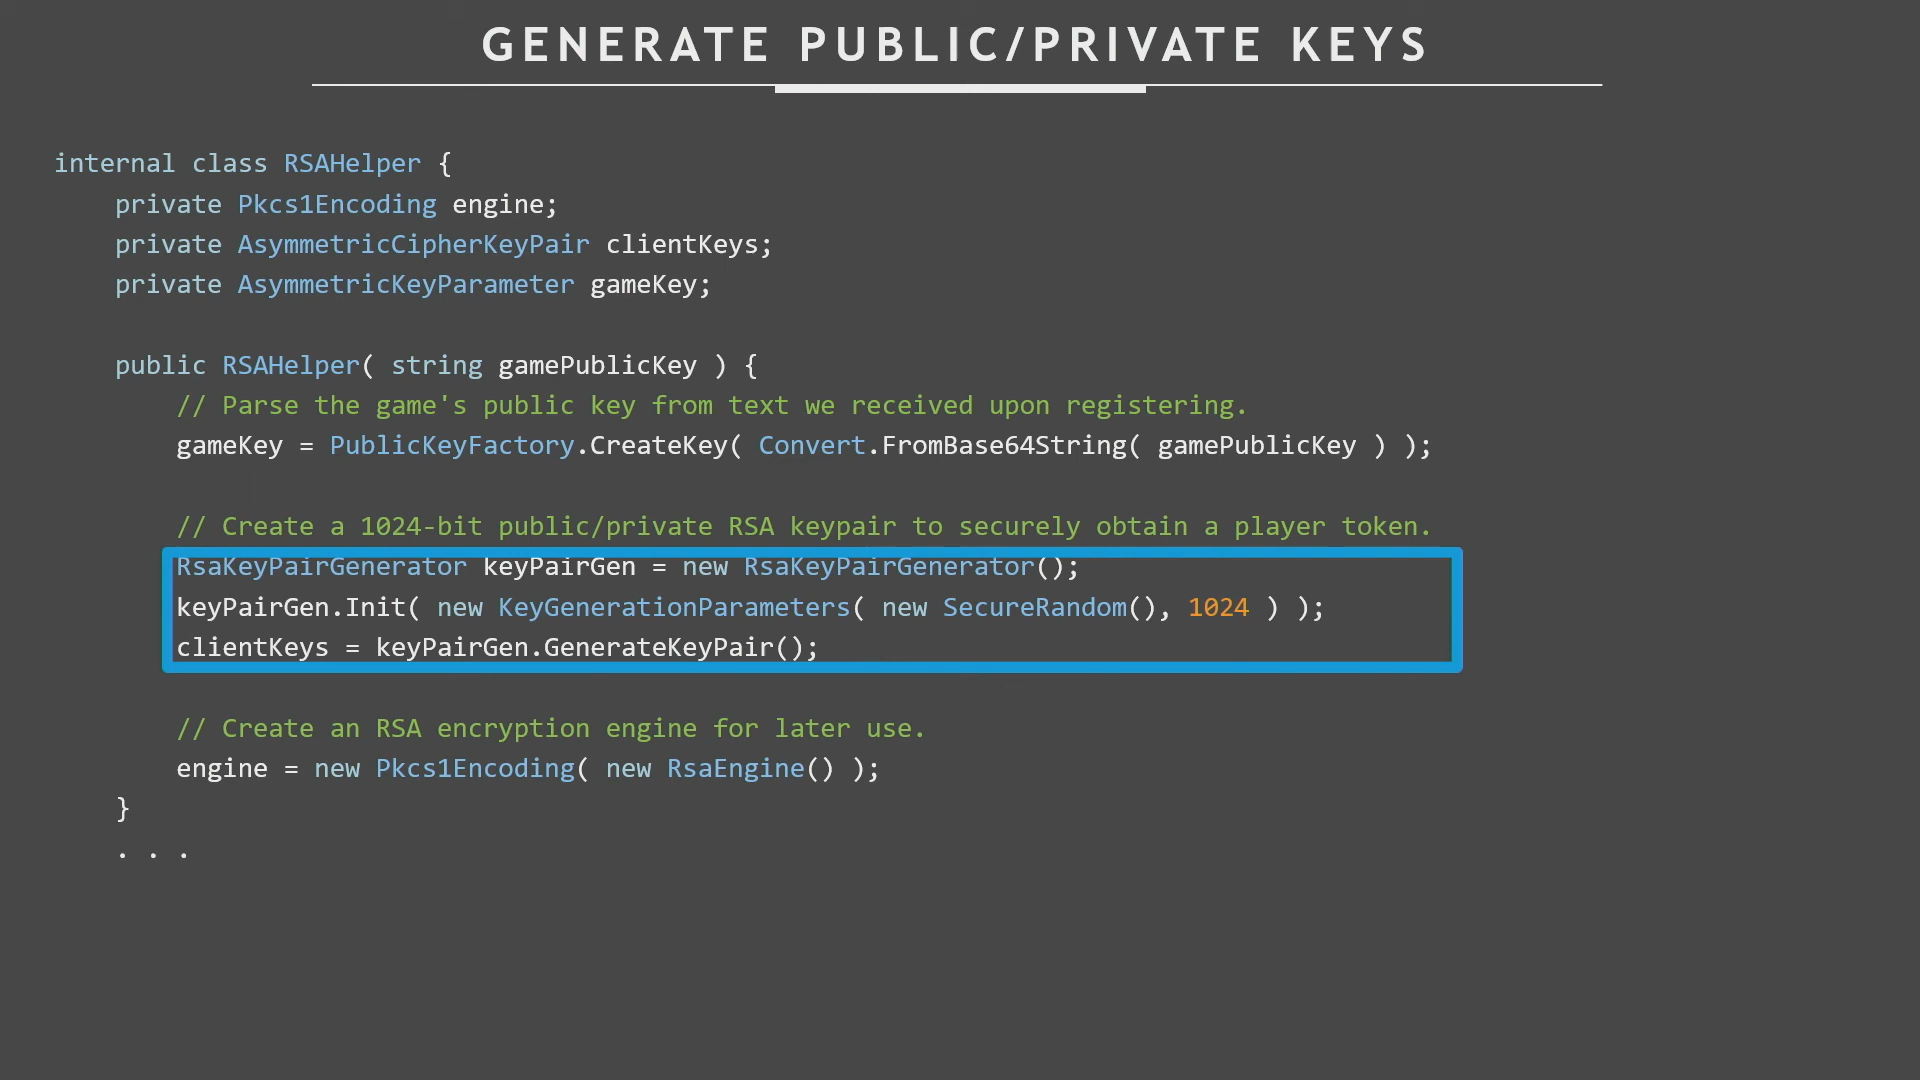 GENERATE PUBLIC/PRIVATE KEYS
internal class RSAHelper {
private Pkcs1Encoding engine;
private AsymmetricCipherKeyPair clientKeys;
private AsymmetricKeyParameter gameKey;
public RSAHelper( string gamePublicKey ) {
// Parse the game's public key from text we received upon registering.
gameKey = PublicKeyFactory.CreateKey( Convert.FromBase64String( gamePublicKey ) );
// Create a 1024-bit public/private RSA keypair to securely obtain a player token.
RsaKeyPairGenerator keyPairGen = new RsaKeyPairGenerator();
keyPairGen.Init( new KeyGenerationParameters( new SecureRandom(), 1024 ) );
clientKeys = keyPairGen.GenerateKeyPair();
// Create an RSA encryption engine for later use.
engine = new Pkcs1Encoding( new RsaEngine() );
}
. . .